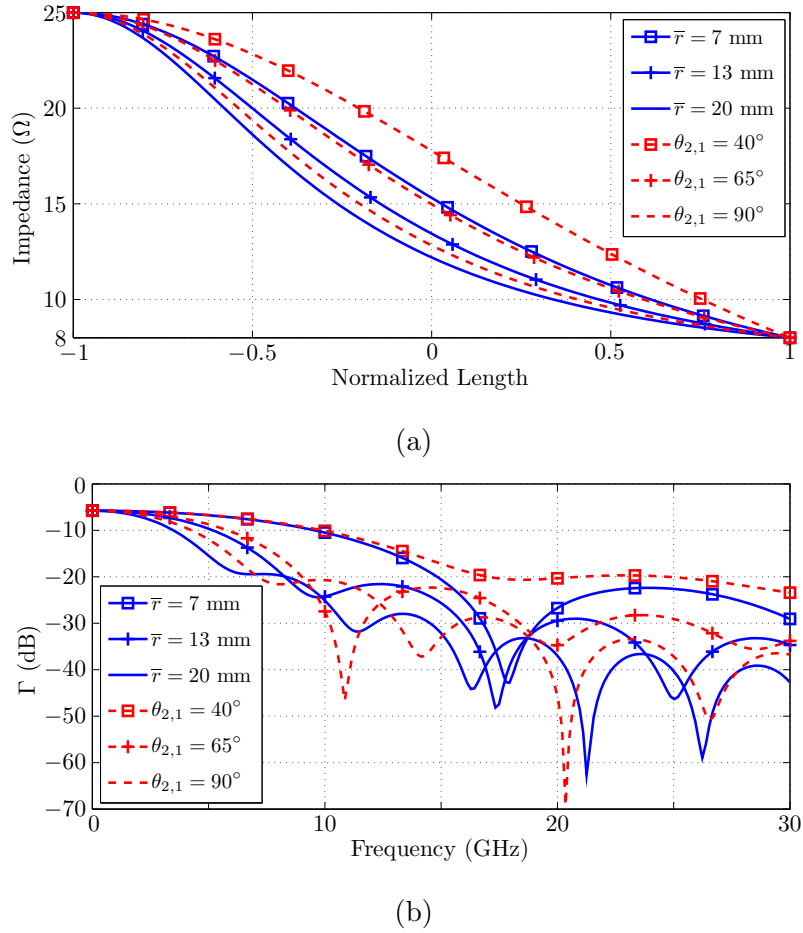 25
20
15
10
8
Impedance (Ω)
−1
−0.5
0
0.5
1
Normalized Length
r̅ = 7 mm
r̅ = 13 mm
r̅ = 20 mm
θ2,1 = 40°
θ2,1 = 65°
θ2,1 = 90°
(a)
0
−10
−20
−30
−40
−50
−60
−70
Γ (dB)
r̅ = 7 mm
r̅ = 13 mm
r̅ = 20 mm
θ2,1 = 40°
θ2,1 = 65°
θ2,1 = 90°
0
10
20
30
Frequency (GHz)
(b)